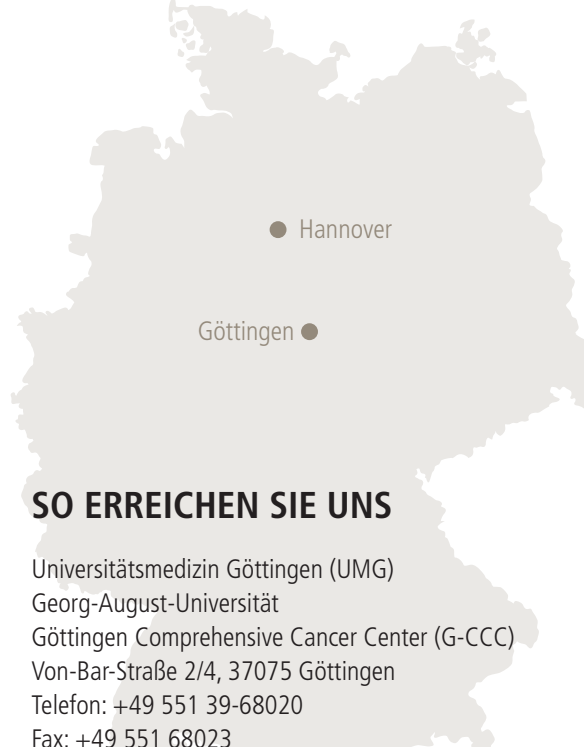 Hannover
Göttingen
SO ERREICHEN SIE UNS
Universitätsmedizin Göttingen (UMG)
Georg-August-Universität
Göttingen Comprehensive Cancer Center (G-CCC)
Von-Bar-Straße 2/4, 37075 Göttingen
Telefon: +49 551 39-68020
Fax: +49 551 68023